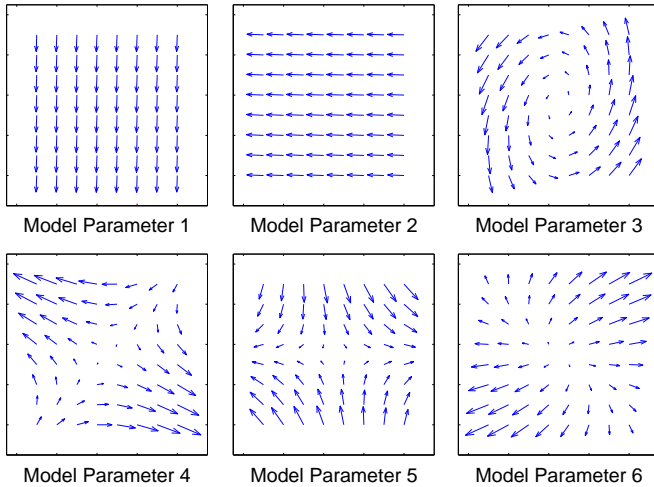 Model Parameter 1
Model Parameter 2
Model Parameter 3
Model Parameter 4
Model Parameter 5
Model Parameter 6